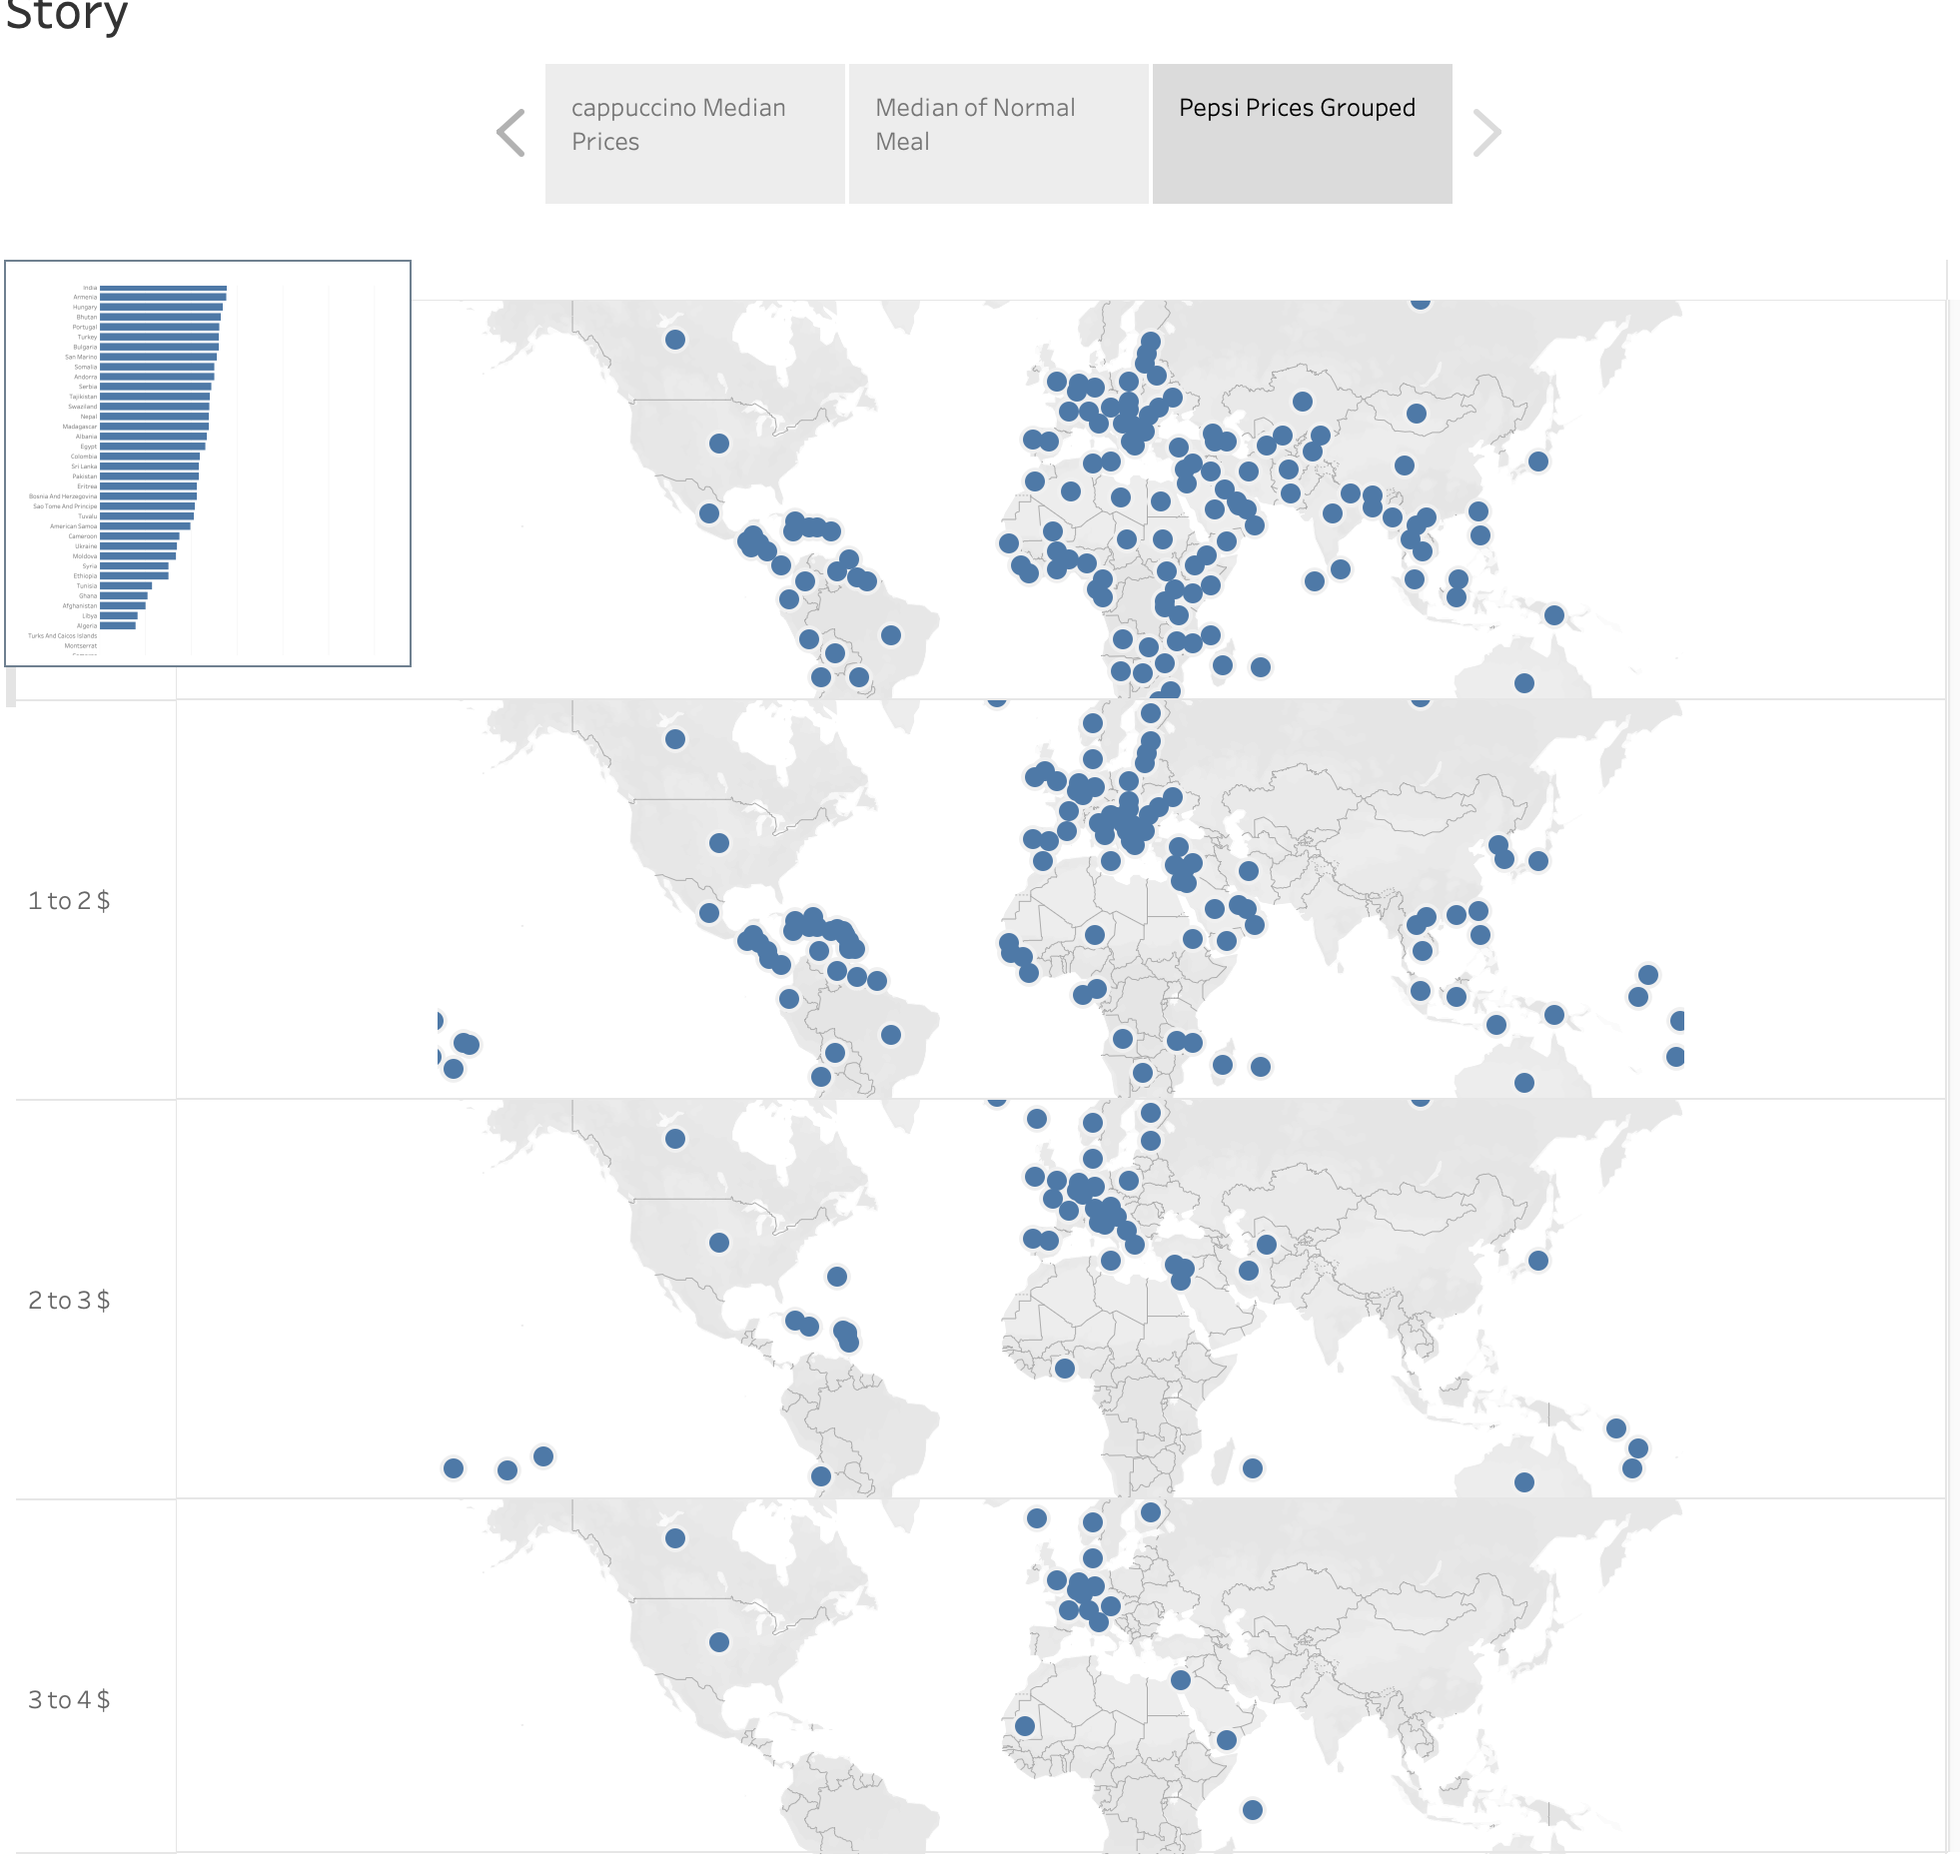 Story
cappuccino Median
Prices
Median of Normal
Meal
Pepsi Prices Grouped
India
Armenia
Hungary
Bhutan
Portugal
Turkey
Bulgaria
San Marino
Somalia
Andorra
Serbia
Tajikistan
Swaziland
Nepal
Madagascar
Albania
Egypt
Colombia
Sri Lanka
Pakistan
Eritrea
Bosnia And Herzegovina
Sao Tome And Principe
Tuvalu
American Samoa
Cameroon
Ukraine
Moldova
Syria
Ethiopia
Tunisia
Ghana
Afghanistan
Libya
Algeria
Turks And Caicos Islands
Montserrat
1 to 2 $
2 to 3 $
3 to 4 $